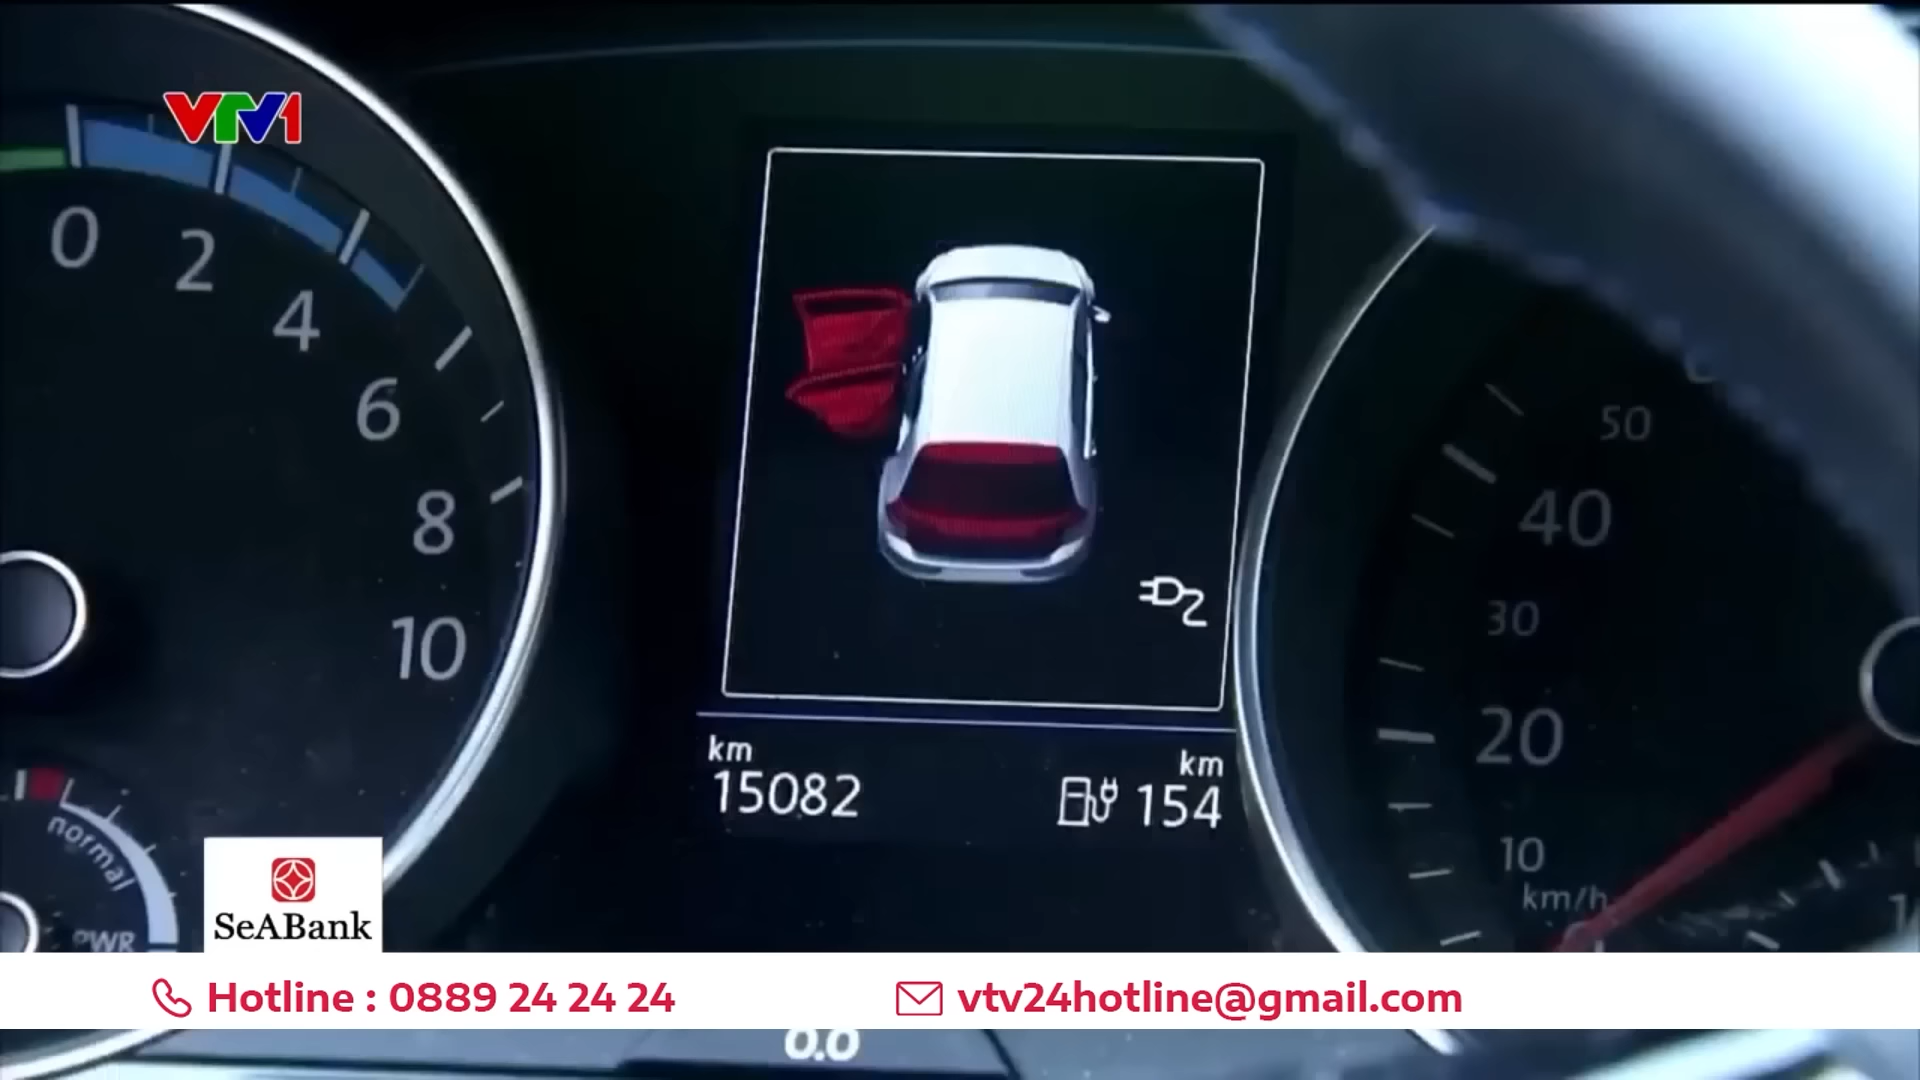 VTV1
0
2
4
6
8
10
normal
PWR
km
15082
km
154
50
40
30
20
10
km/h
SeABank
Hotline : 0889 24 24 24
vtv24hotline@gmail.com
0.0